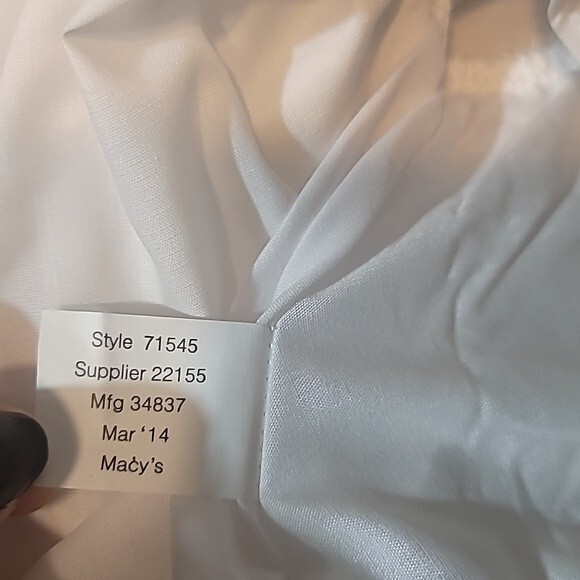 Style 71545
Supplier 22155
Mfg 34837
Mar ‘14
Macy’s